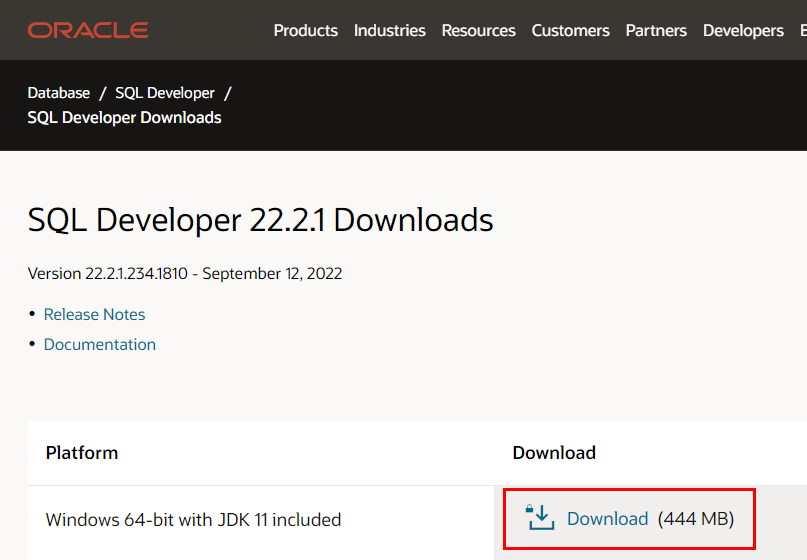 ORACLE Products Industries Resources Customers Partners Developers
Database / SQL Developer /
SQL Developer Downloads
SQL Developer 22.2.1 Downloads
Version 22.2.1.234.1810 - September 12, 2022
• Release Notes
• Documentation
Platform Download
Windows 64-bit with JDK 11 included Download (444 MB)